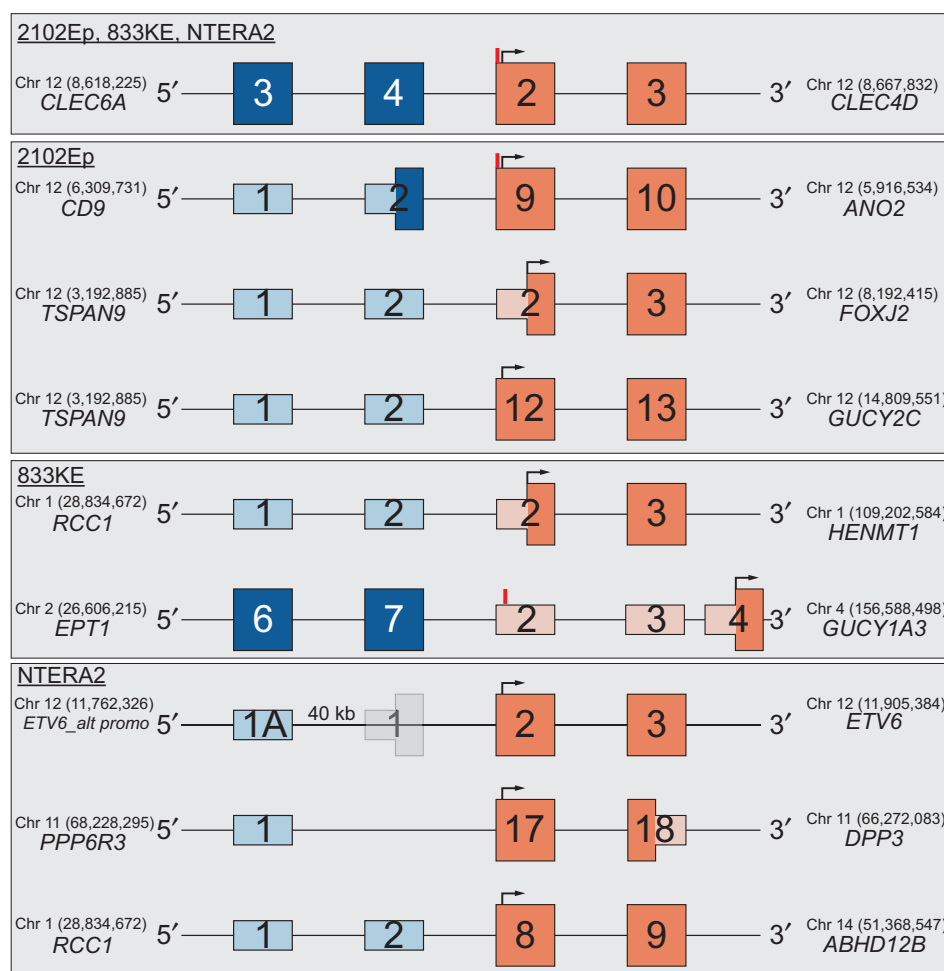 2102Ep, 833KE, NTERA2
Chr 12 (8,618,225) 5′ 3 4 2 3 3′ Chr 12 (8,667,832)
CLEC6A CLEC4D
2102Ep
Chr 12 (6,309,731) 5′ 1 2 9 10 3′ Chr 12 (5,916,534)
CD9 ANO2
Chr 12 (3,192,885) 5′ 1 2 2 3 3′ Chr 12 (8,192,415)
TSPAN9 FOXJ2
Chr 12 (3,192,885) 5′ 1 2 12 13 3′ Chr 12 (14,809,551)
TSPAN9 GUCY2C
833KE
Chr 1 (28,834,672) 5′ 1 2 2 3 3′ Chr 1 (109,202,584)
RCC1 HENMT1
Chr 2 (26,606,215) 5′ 6 7 2 3 4 3′ Chr 4 (156,588,498)
EPT1 GUCY1A3
NTERA2
Chr 12 (11,762,326) 5′ 1A 40 kb 1 2 3 3′ Chr 12 (11,905,384)
ETV6_alt promo ETV6
Chr 11 (68,228,295) 5′ 1 17 18 3′ Chr 11 (66,272,083)
PPP6R3 DPP3
Chr 1 (28,834,672) 5′ 1 2 8 9 3′ Chr 14 (51,368,547)
RCC1 ABHD12B